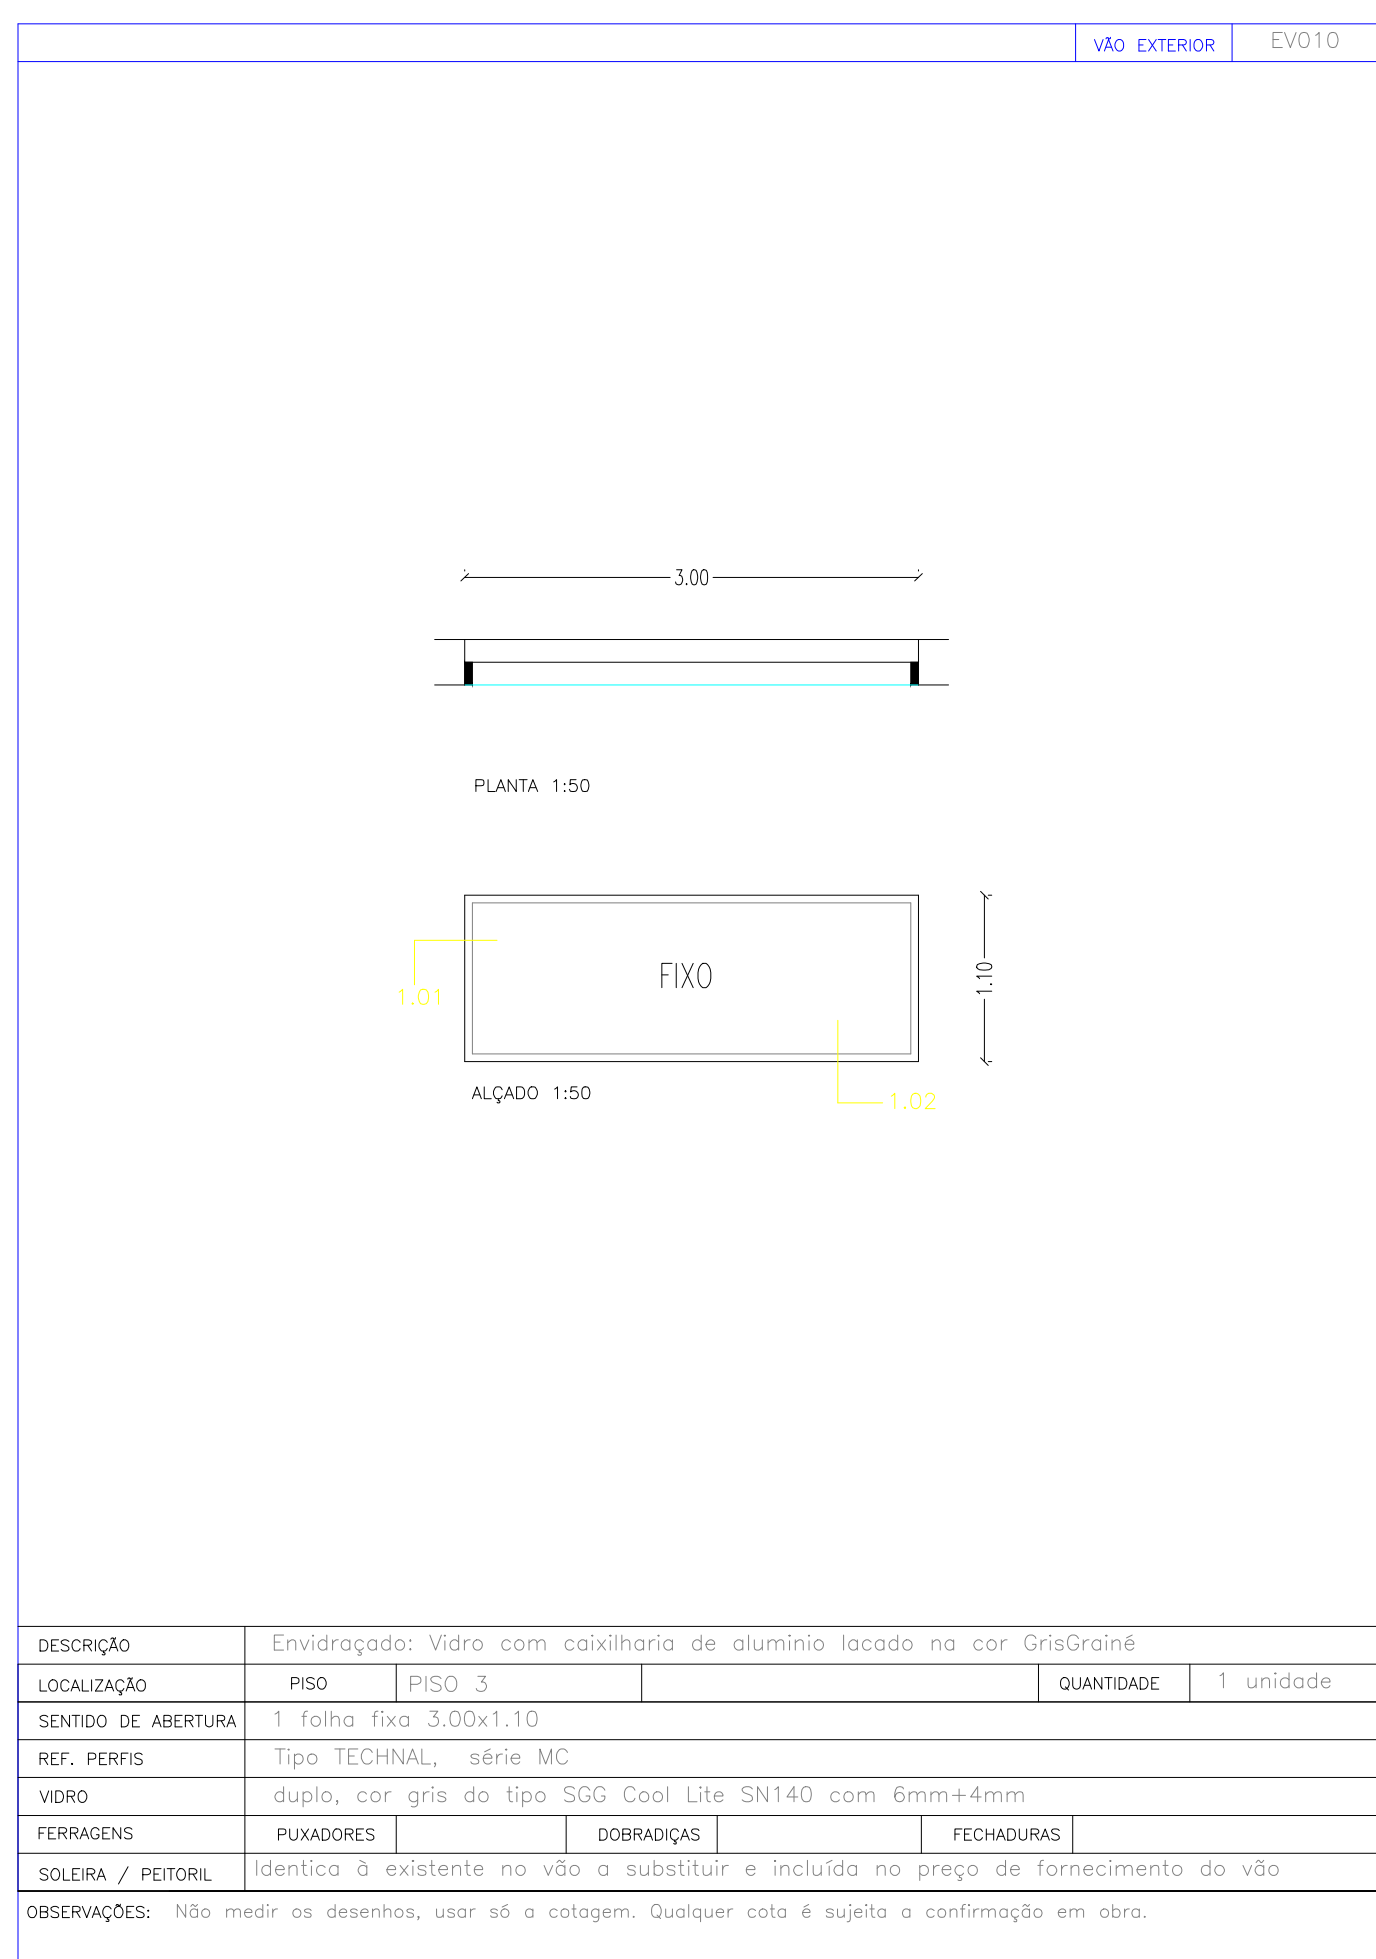 VÃO EXTERIOR EV010
3.00
PLANTA 1:50
FIXO
1.10
1.01
ALÇADO 1:50
1.02
DESCRIÇÃO Envidraçado: Vidro com caixilharia de aluminio lacado na cor GrisGrainé
LOCALIZAÇÃO PISO PISO 3 QUANTIDADE 1 unidade
SENTIDO DE ABERTURA 1 folha fixa 3.00x1.10
REF. PERFIS Tipo TECHNAL, série MC
VIDRO duplo, cor gris do tipo SGG Cool Lite SN140 com 6mm+4mm
FERRAGENS PUXADORES DOBRADIÇAS FECHADURAS
SOLEIRA / PEITORIL Identica à existente no vão a substituir e incluída no preço de fornecimento do vão
OBSERVAÇÕES: Não medir os desenhos, usar só a cotagem. Qualquer cota é sujeita a confirmação em obra.